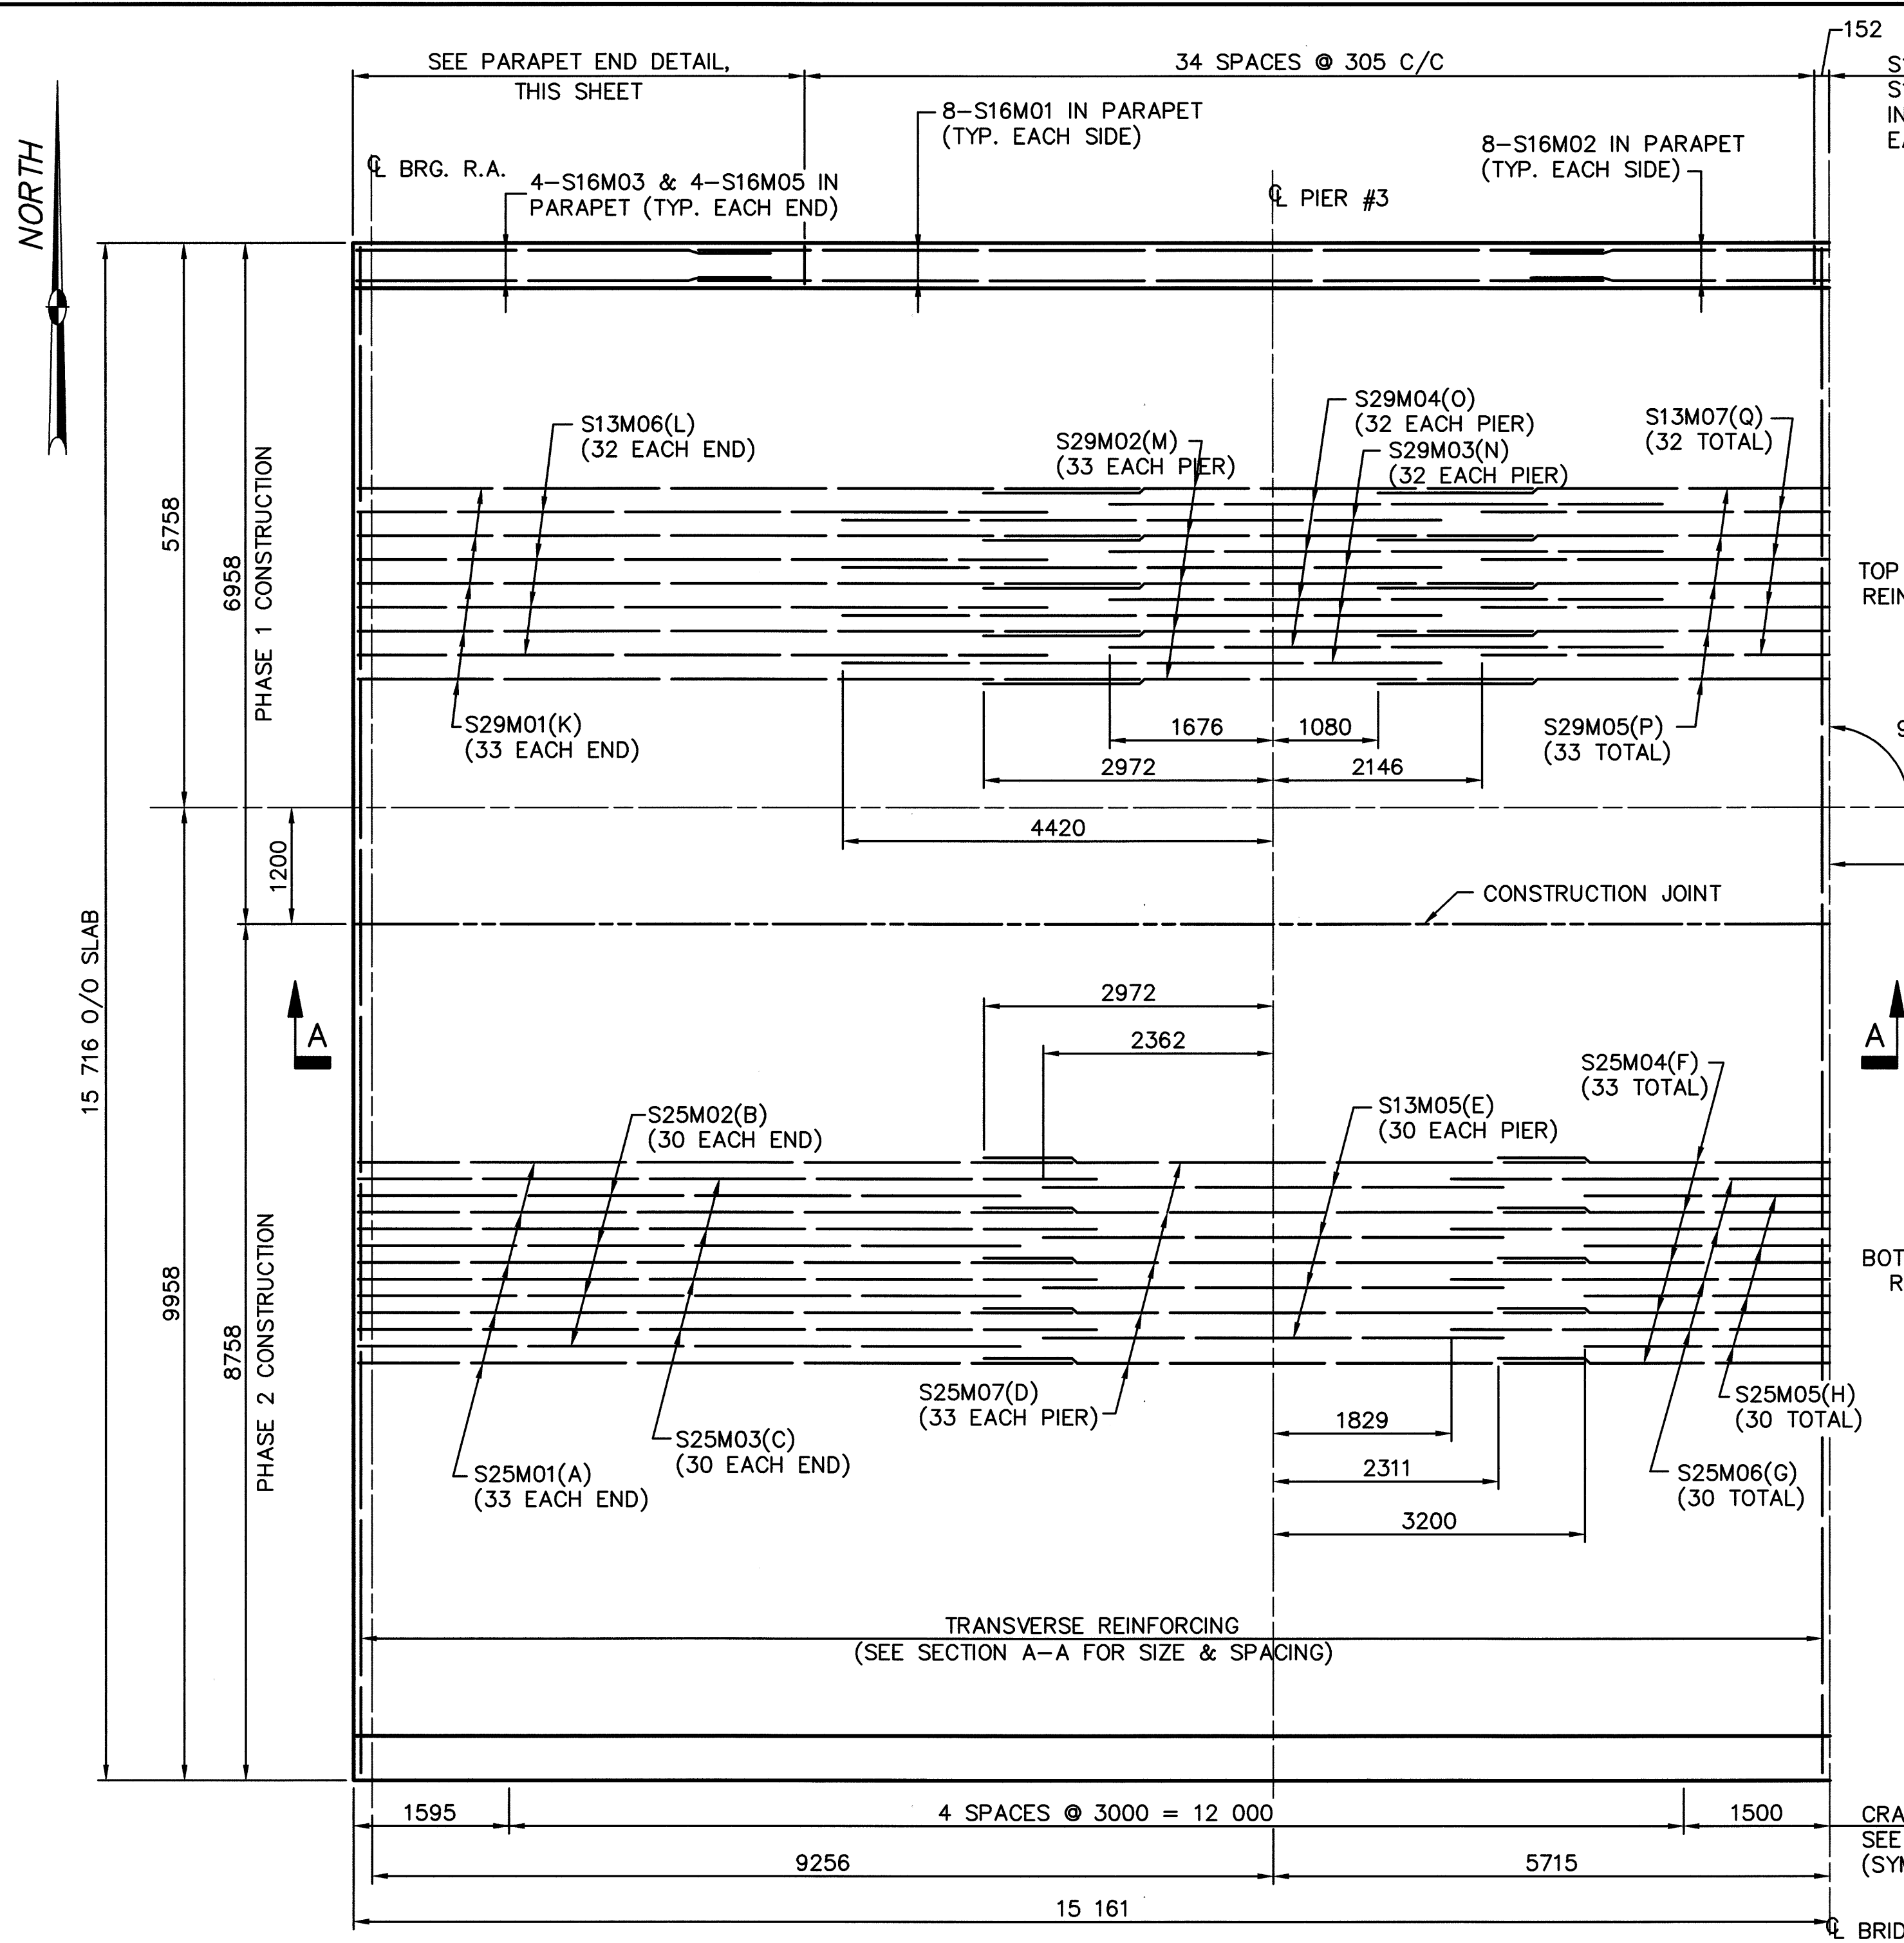 152
SEE PARAPET END DETAIL,
THIS SHEET
34 SPACES @ 305 C/C
8-S16M01 IN PARAPET
(TYP. EACH SIDE)
8-S16M02 IN PARAPET
(TYP. EACH SIDE)
NORTH
℄ BRG. R.A.
4-S16M03 & 4-S16M05 IN
PARAPET (TYP. EACH END)
℄ PIER #3
S13M06(L)
(32 EACH END)
S29M02(M)
(33 EACH PIER)
S29M04(O)
(32 EACH PIER)
S29M03(N)
(32 EACH PIER)
S13M07(Q)
(32 TOTAL)
TOP
5758
6958
PHASE 1 CONSTRUCTION
S29M01(K)
(33 EACH END)
1676
1080
S29M05(P)
(33 TOTAL)
2972
2146
4420
1200
CONSTRUCTION JOINT
15 716 O/O SLAB
A
A
2972
2362
S25M04(F)
(33 TOTAL)
S25M02(B)
(30 EACH END)
S13M05(E)
(30 EACH PIER)
9958
8758
PHASE 2 CONSTRUCTION
S25M07(D)
(33 EACH PIER)
S25M05(H)
(30 TOTAL)
1829
S25M03(C)
(30 EACH END)
S25M01(A)
(33 EACH END)
2311
S25M06(G)
(30 TOTAL)
3200
TRANSVERSE REINFORCING
(SEE SECTION A-A FOR SIZE & SPACING)
1595
4 SPACES @ 3000 = 12 000
1500
SEE
9256
5715
15 161
℄